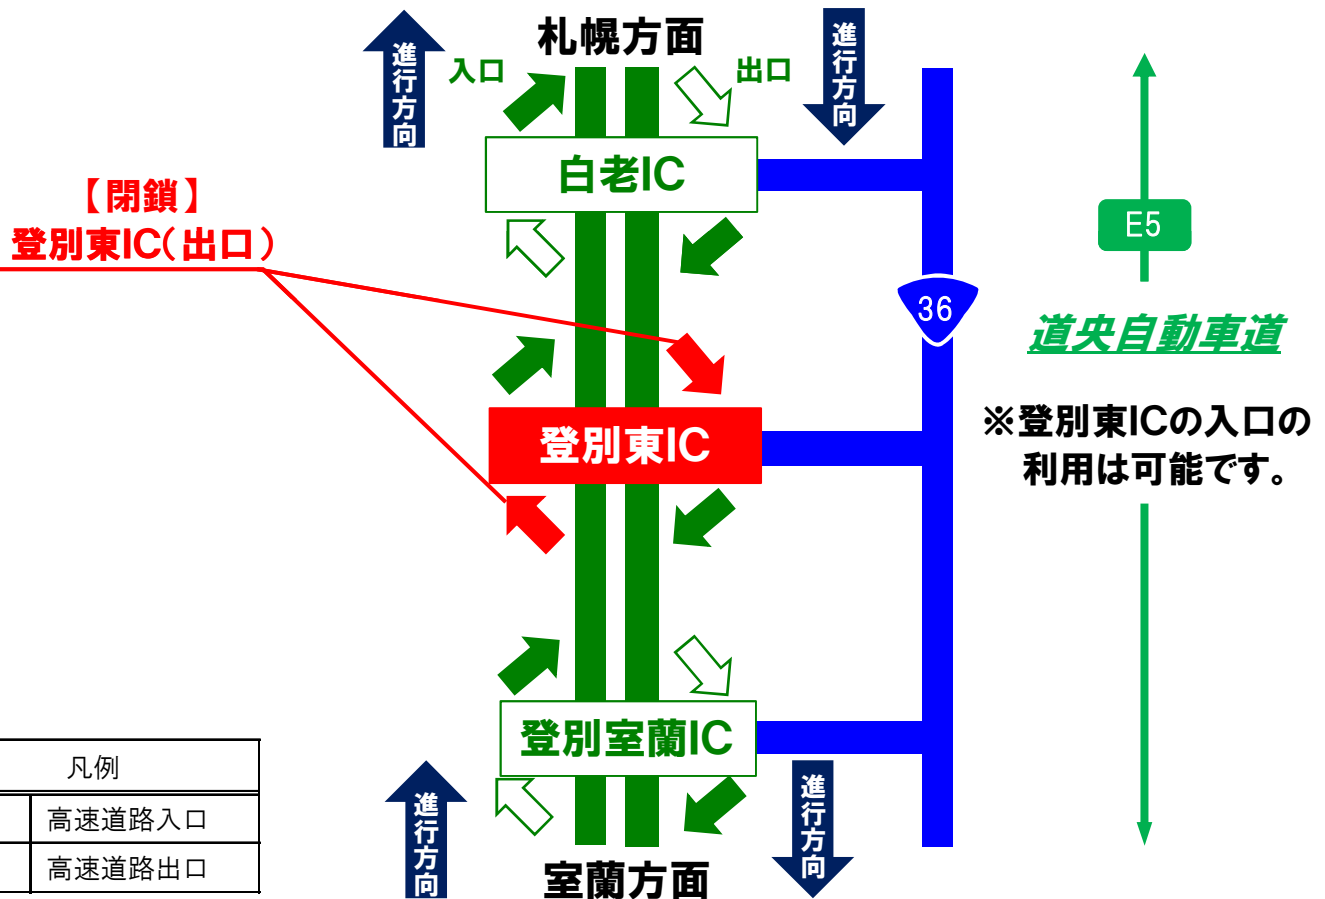 札幌方面
進行方向
入口
出口
進行方向
白老IC
【閉鎖】
登別東IC(出口)
E5
36
道央自動車道
※登別東ICの入口の
利用は可能です。
登別東IC
登別室蘭IC
凡例
高速道路入口
高速道路出口
進行方向
進行方向
室蘭方面